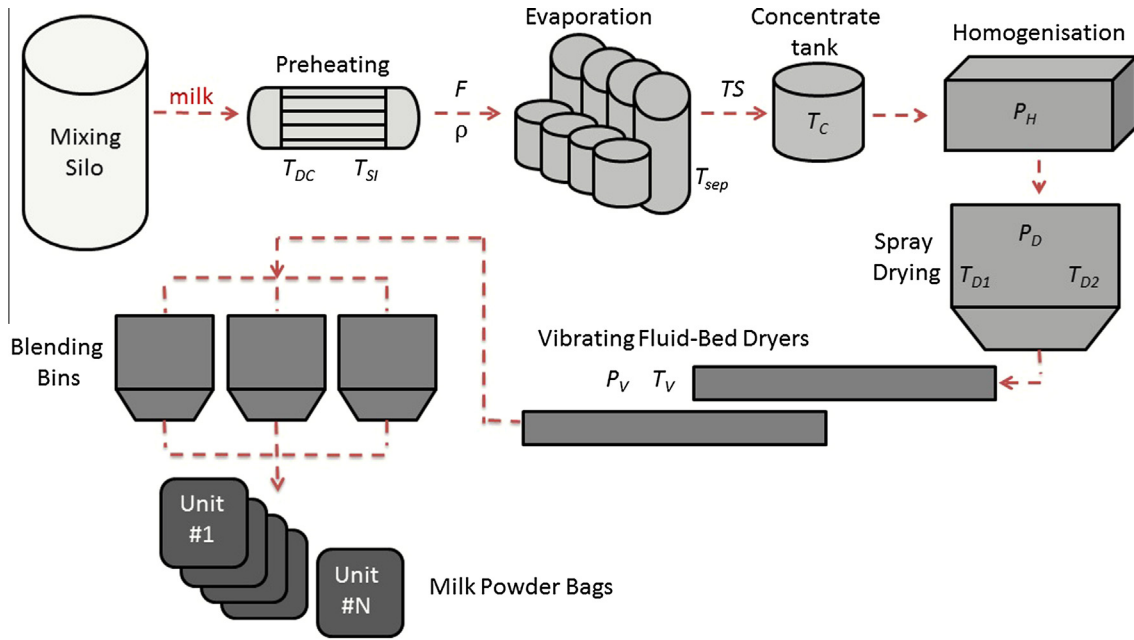 Mixing
Silo
milk
Preheating
T_DC
T_SI
F
ρ
Evaporation
T_sep
TS
Concentrate
tank
T_C
Homogenisation
P_H
Spray
Drying
P_D
T_D1
T_D2
Vibrating Fluid-Bed Dryers
P_V
T_V
Blending
Bins
Unit
#1
Unit
#N
Milk Powder Bags